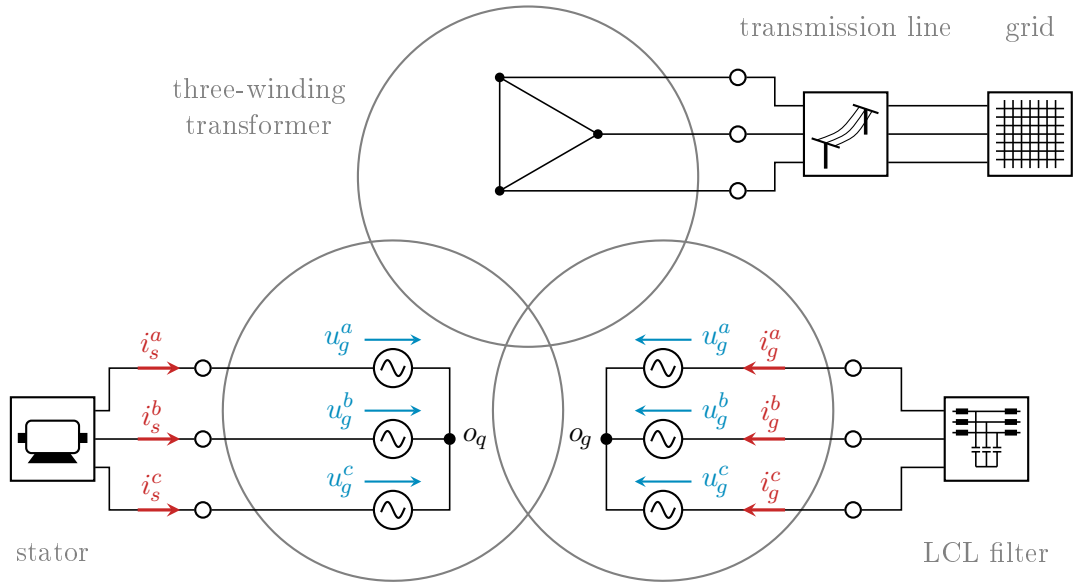 transmission line grid
three-winding
transformer
u_g^a u_g^a
i_s^a i_g^a
u_g^b u_g^b
i_s^b i_g^b
o_q o_g
u_g^c u_g^c
i_s^c i_g^c
stator LCL filter